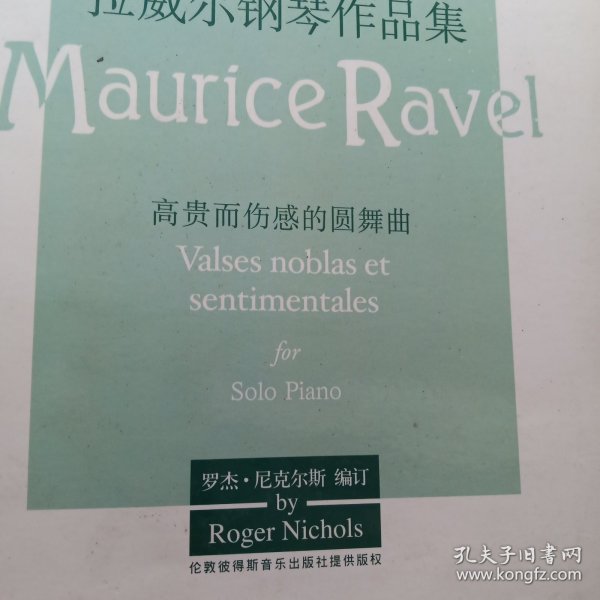 拉威尔钢琴作品集
Maurice Ravel
高贵而伤感的圆舞曲
Valses noblas et
sentimentales
for
Solo Piano
罗杰·尼克尔斯 编订
by
Roger Nichols
伦敦彼得斯音乐出版社提供版权
孔夫子旧书网
www.kongfz.com